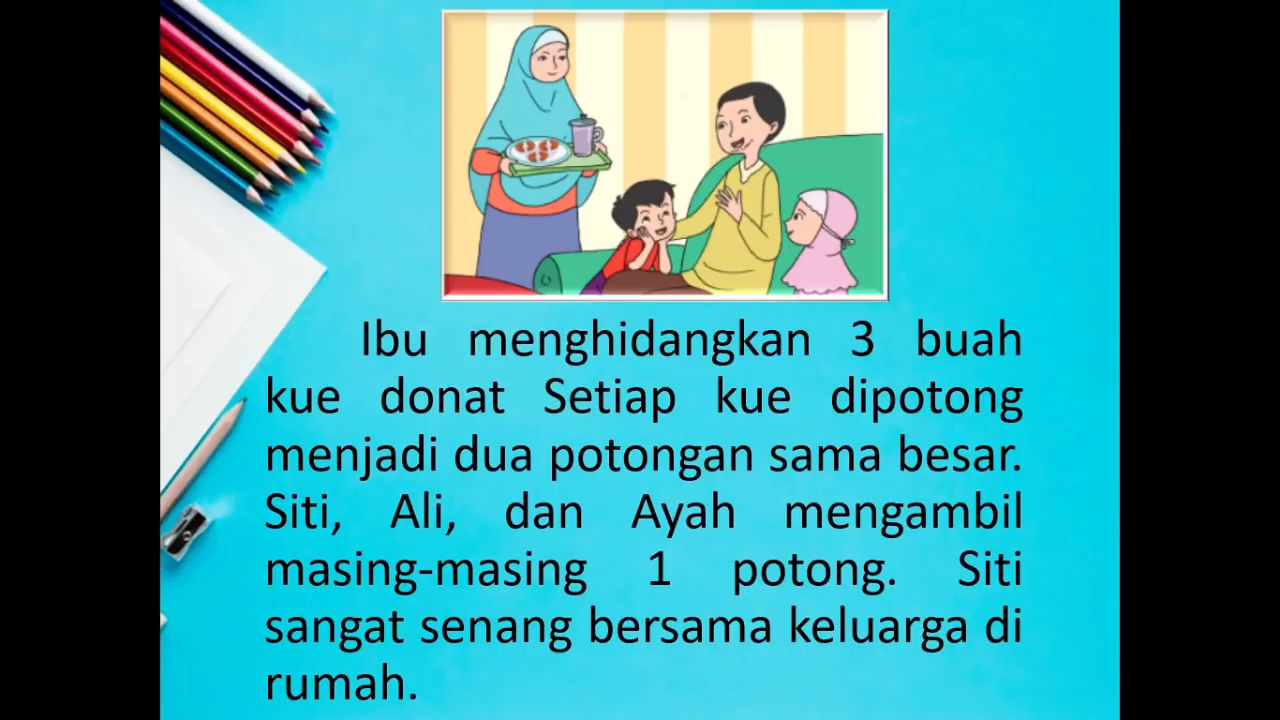 Ibu menghidangkan 3 buah
kue donat Setiap kue dipotong
menjadi dua potongan sama besar.
Siti, Ali, dan Ayah mengambil
masing-masing 1 potong. Siti
sangat senang bersama keluarga di
rumah.